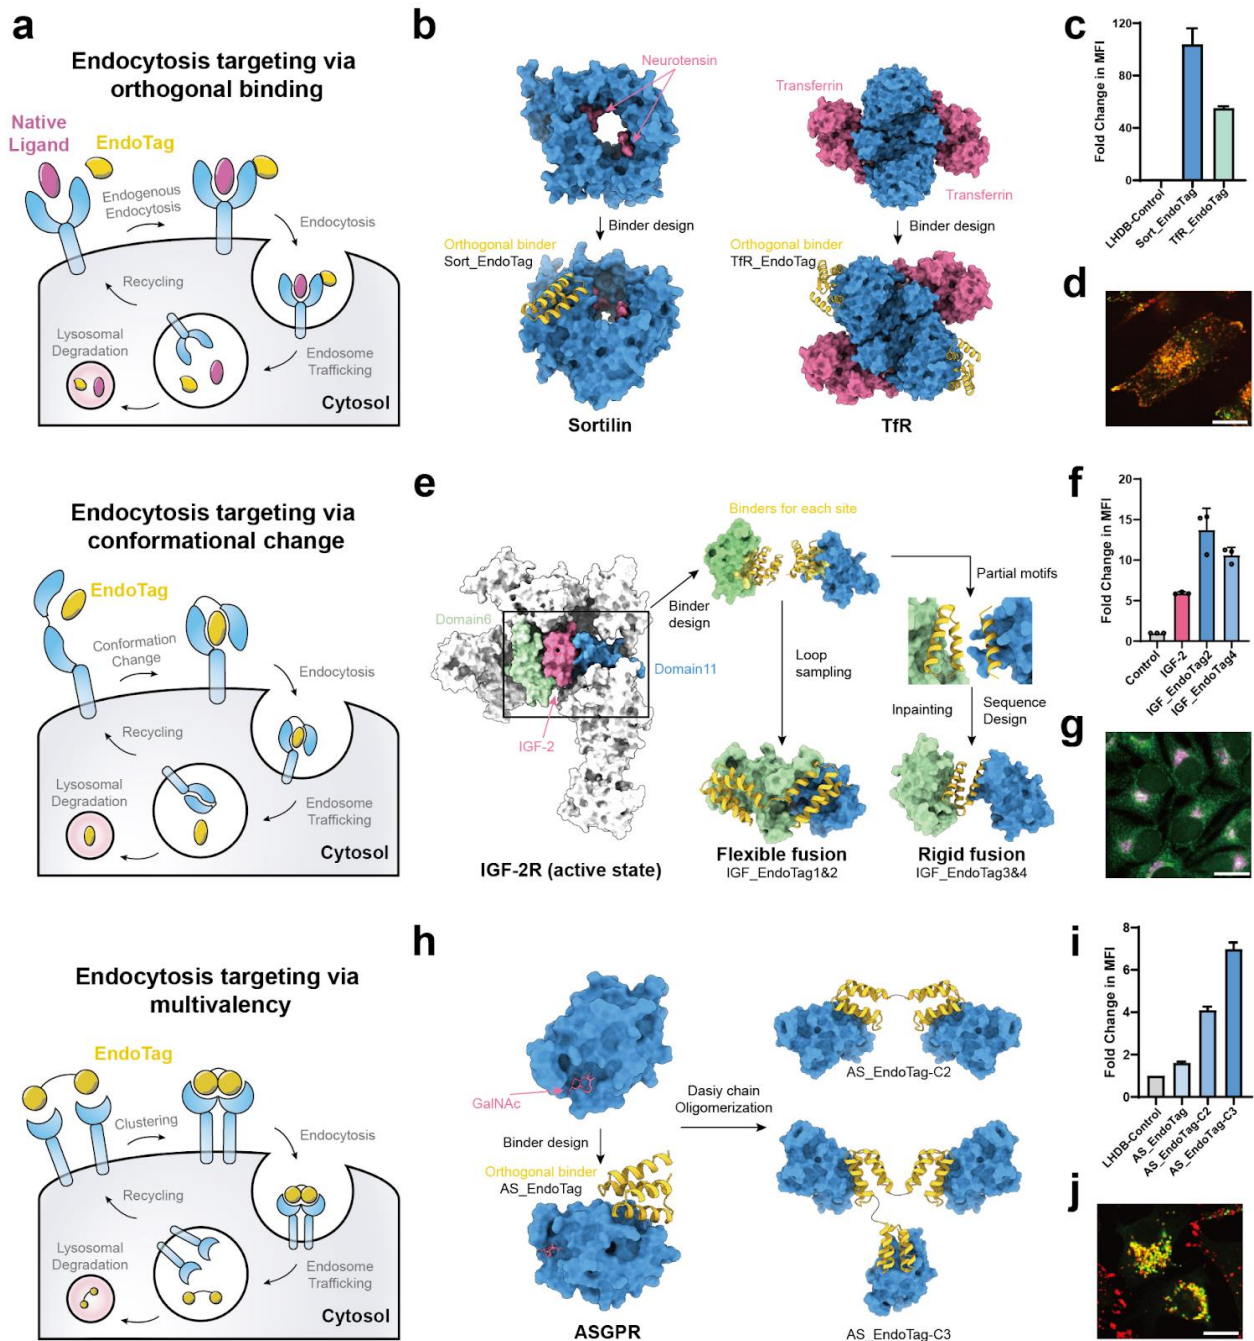 a
Endocytosis targeting via
orthogonal binding
Native
Ligand
EndoTag
Endogenous
Endocytosis
Endocytosis
Recycling
Lysosomal
Degradation
Endosome
Trafficking
Cytosol
b
Neurotensin
Transferrin
Transferrin
Binder design
Binder design
Orthogonal binder
Sort_EndoTag
Orthogonal binder
TfR_EndoTag
Sortilin
TfR
c
Fold Change in MFI
120
80
40
0
LHDB-Control
Sort_EndoTag
TfR_EndoTag
d
Endocytosis targeting via
conformational change
EndoTag
Conformation
Change
Endocytosis
Recycling
Lysosomal
Degradation
Endosome
Trafficking
Cytosol
e
Domain6
Domain11
IGF-2
IGF-2R (active state)
Binder
design
Binders for each site
Partial motifs
Loop
sampling
Inpainting
Sequence
Design
Flexible fusion
IGF_EndoTag1&2
Rigid fusion
IGF_EndoTag3&4
f
Fold Change in MFI
20
15
10
5
0
Control
IGF-2
IGF_EndoTag2
IGF_EndoTag4
g
Endocytosis targeting via
multivalency
EndoTag
Clustering
Endocytosis
Recycling
Lysosomal
Degradation
Endosome
Trafficking
Cytosol
h
GalNAc
Binder design
Orthogonal binder
AS_EndoTag
ASGPR
Dasiy chain
Oligomerization
AS_EndoTag-C2
AS_EndoTag-C3
i
Fold Change in MFI
8
6
4
2
0
LHDB-Control
AS_EndoTag
AS_EndoTag-C2
AS_EndoTag-C3
j